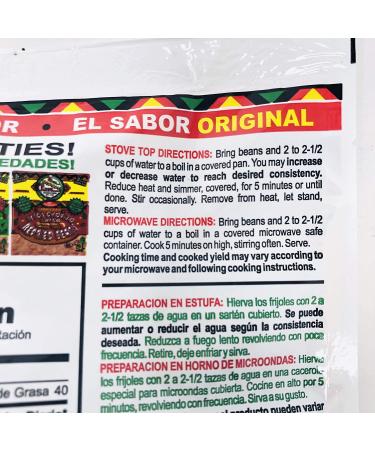 OR • EL SABOR ORIGINAL
TIES!
EDADES!
STOVE TOP DIRECTIONS: Bring beans and 2 to 2-1/2
cups of water to a boil in a covered pan. You may increase
or decrease water to reach desired consistency.
Reduce heat and simmer, covered, for 5 minutes or until
done. Stir occasionally. Remove from heat, let stand,
serve.
MICROWAVE DIRECTIONS: Bring beans and 2 to 2-1/2
cups of water to a boil in a covered microwave safe
container. Cook 5 minutes on high, stirring often. Serve.
Cooking time and cooked yield may vary according to
your microwave and following cooking instructions.
n
tación
de Grasa 40
PREPARACION EN ESTUFA: Hierva los frijoles con 2 a
2-1/2 tazas de agua en un sartén cubierto. Se puede
aumentar o reducir el agua según la consistencia
deseada. Reduzca a fuego lento revolviendo con poca
frecuencia. Retire, deje enfriar y sirva.
PREPARACION EN HORNO DE MICROONDAS: Hierva
los frijoles con 2 a 2-1/2 tazas de agua en una cacerola
especial para microondas cubierta. Cocine en alto por 5
minutos, revolviendo con frecuencia. Sirva a su gusto.
l producto pueden variar